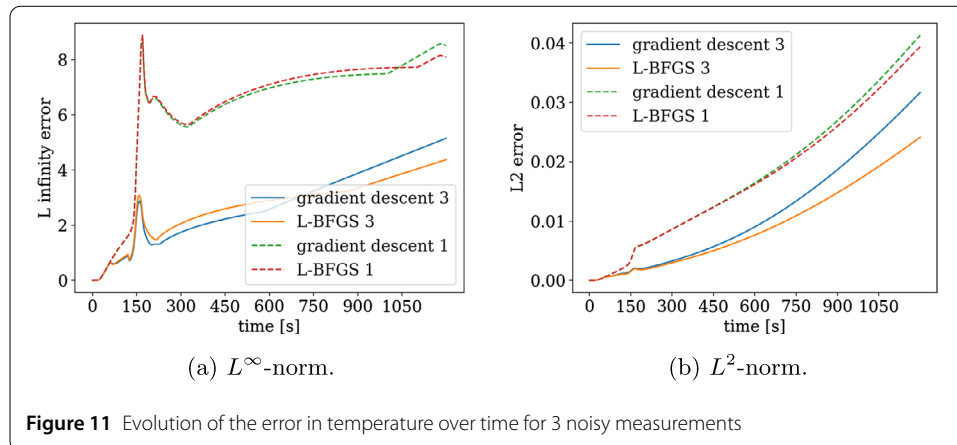 L infinity error
8
6
4
2
0
gradient descent 3
L-BFGS 3
gradient descent 1
L-BFGS 1
0 150 300 450 600 750 900 1050
time [s]
(a) L∞-norm.
L2 error
0.04
0.03
0.02
0.01
0.00
gradient descent 3
L-BFGS 3
gradient descent 1
L-BFGS 1
0 150 300 450 600 750 900 1050
time [s]
(b) L²-norm.
Figure 11 Evolution of the error in temperature over time for 3 noisy measurements